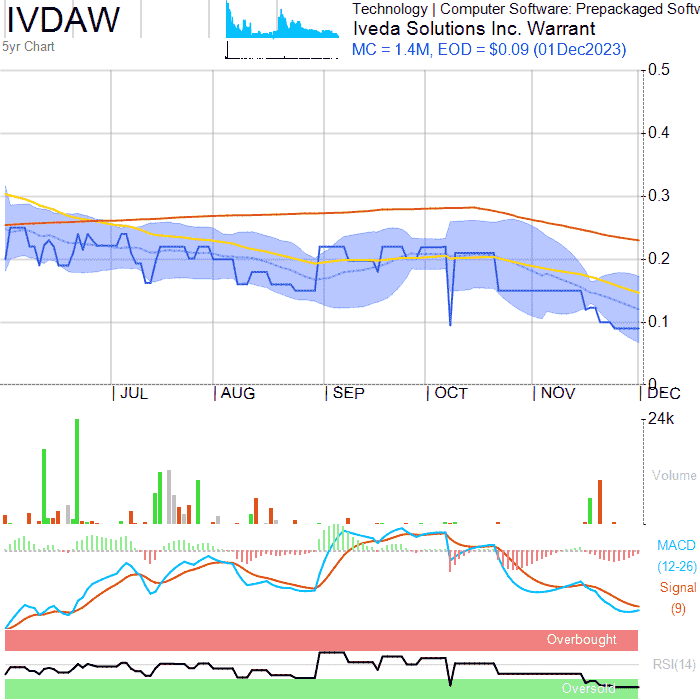 IVDAW
5yr Chart
Technology | Computer Software: Prepackaged Softw
Iveda Solutions Inc. Warrant
MC = 1.4M, EOD = $0.09 (01Dec2023)
0.5
0.4
0.3
0.2
0.1
0
JUL AUG SEP OCT NOV DEC
24k
Volume
MACD
(12-26)
Signal
(9)
Overbought
RSI(14)
Oversold